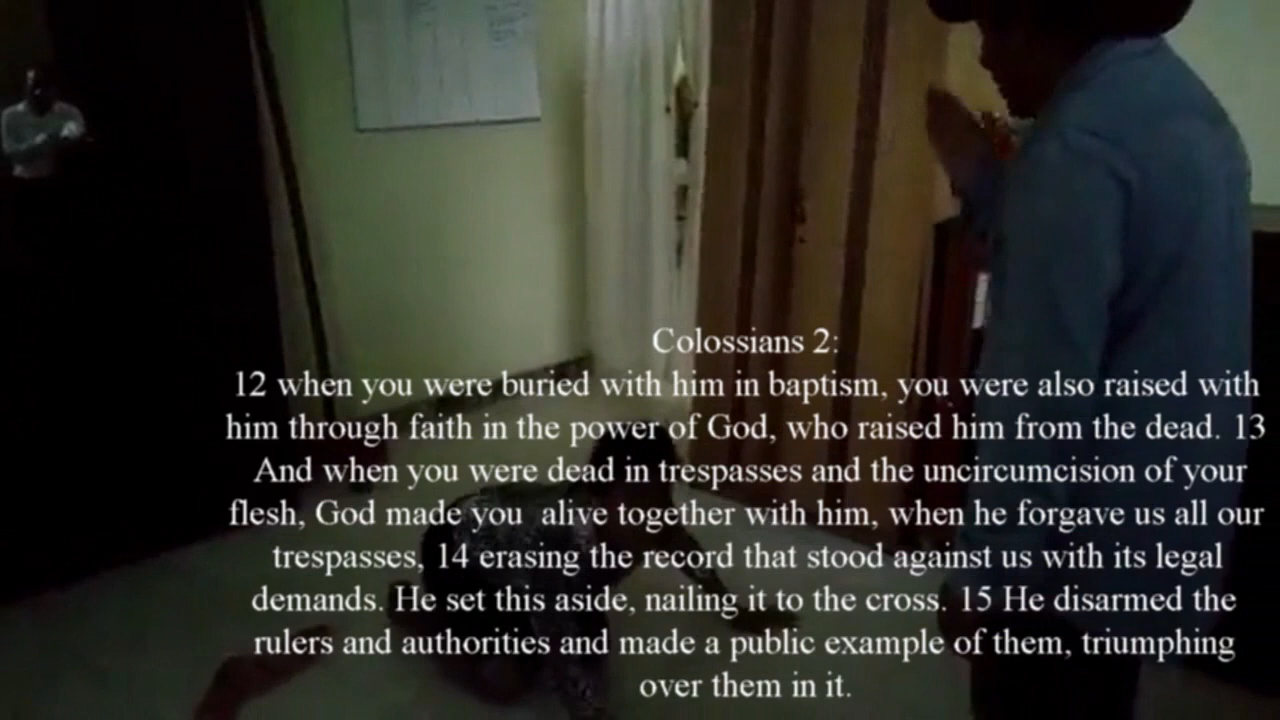 Colossians 2:
12 when you were buried with him in baptism, you were also raised with
him through faith in the power of God, who raised him from the dead. 13
And when you were dead in trespasses and the uncircumcision of your
flesh, God made you alive together with him, when he forgave us all our
trespasses, 14 erasing the record that stood against us with its legal
demands. He set this aside, nailing it to the cross. 15 He disarmed the
rulers and authorities and made a public example of them, triumphing
over them in it.